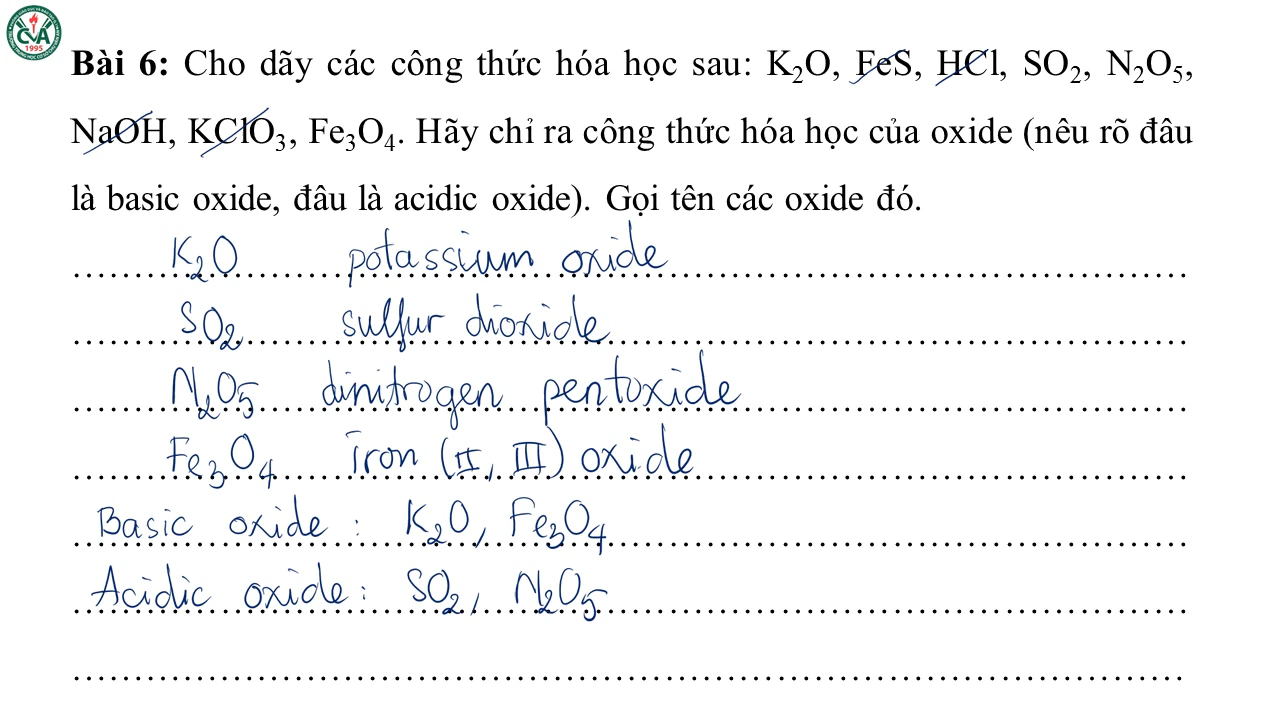 CVA
1995
Bài 6: Cho dãy các công thức hóa học sau: K₂O, FeS, HCl, SO₂, N₂O₅,
NaOH, KClO₃, Fe₃O₄. Hãy chỉ ra công thức hóa học của oxide (nêu rõ đâu
là basic oxide, đâu là acidic oxide). Gọi tên các oxide đó.
K₂O potassium oxide
SO₂ sulfur dioxide
N₂O₅ dinitrogen pentoxide
Fe₃O₄ iron (II, III) oxide
Basic oxide: K₂O, Fe₃O₄
Acidic oxide: SO₂, N₂O₅